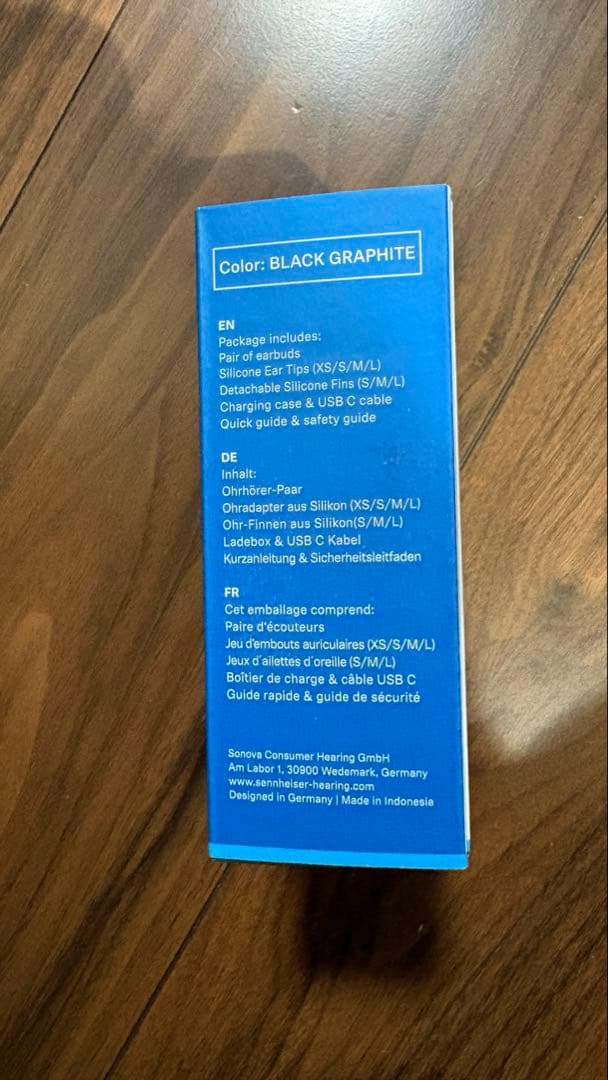 Color: BLACK GRAPHITE
EN
Package includes:
Pair of earbuds
Silicone Ear Tips (XS/S/M/L)
Detachable Silicone Fins (S/M/L)
Charging case & USB C cable
Quick guide & safety guide
DE
Inhalt:
Ohrhörer-Paar
Ohradapter aus Silikon (XS/S/M/L)
Ohr-Finnen aus Silikon(S/M/L)
Ladebox & USB C Kabel
Kurzanleitung & Sicherheitsleitfaden
FR
Cet emballage comprend:
Paire d'écouteurs
Jeu d'embouts auriculaires (XS/S/M/L)
Jeux d´ailettes d´oreille (S/M/L)
Boîtier de charge & câble USB C
Guide rapide & guide de sécurité
Sonova Consumer Hearing GmbH
Am Labor 1, 30900 Wedemark, Germany
www.sennheiser-hearing.com
Designed in Germany | Made in Indonesia